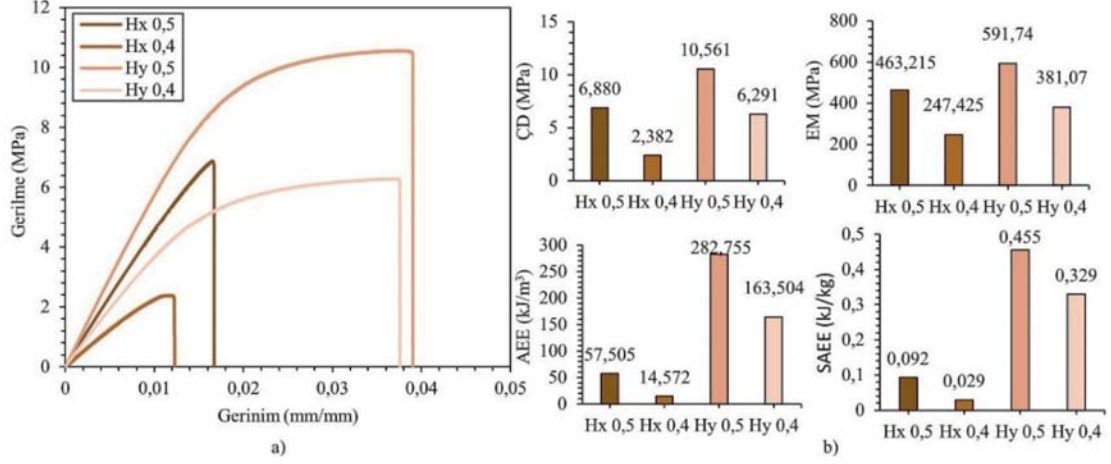 12
10
8
6
4
2
0
Gerilme (MPa)
Hx 0,5
Hx 0,4
Hy 0,5
Hy 0,4
0 0,01 0,02 0,03 0,04 0,05
Gerinim (mm/mm)
a)
ÇD (MPa)
15
10
5
0
6,880
2,382
10,561
6,291
Hx 0,5 Hx 0,4 Hy 0,5 Hy 0,4
EM (MPa)
800
600
400
200
0
463,215
247,425
591,74
381,07
Hx 0,5 Hx 0,4 Hy 0,5 Hy 0,4
AEE (kJ/m³)
300
250
200
150
100
50
0
57,505
14,572
282,755
163,504
Hx 0,5 Hx 0,4 Hy 0,5 Hy 0,4
SAEE (kJ/kg)
0,5
0,4
0,3
0,2
0,1
0
0,092
0,029
0,455
0,329
Hx 0,5 Hx 0,4 Hy 0,5 Hy 0,4
b)